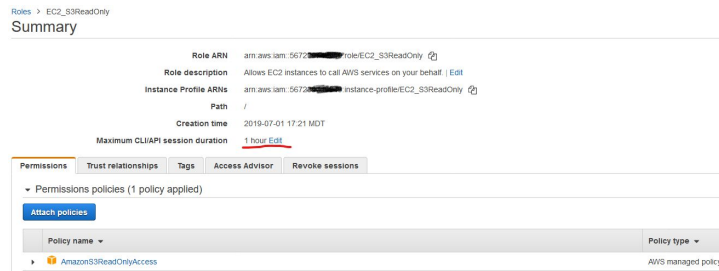 Roles > EC2_S3ReadOnly
Summary
Role ARN arn:aws:iam::5672 role/EC2_S3ReadOnly
Role description Allows EC2 instances to call AWS services on your behalf. | Edit
Instance Profile ARNs arn:aws:iam::5672 instance-profile/EC2_S3ReadOnly
Path /
Creation time 2019-07-01 17:21 MDT
Maximum CLI/API session duration 1 hour Edit
Permissions Trust relationships Tags Access Advisor Revoke sessions
Permissions policies (1 policy applied)
Attach policies
Policy name Policy type
AmazonS3ReadOnlyAccess AWS managed policy